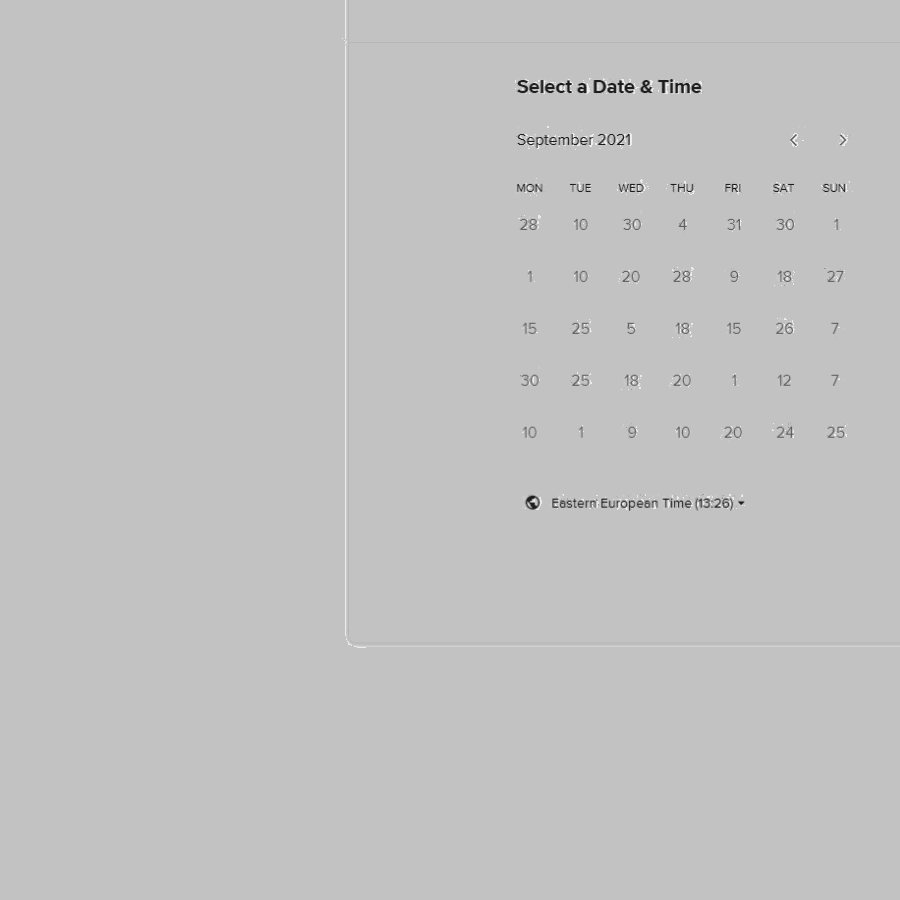 Select a Date & Time
September 2021
MON TUE WED THU FRI SAT SUN
28 10 30 4 31 30 1
1 10 20 28 9 18 27
15 25 5 18 15 26 7
30 25 18 20 1 12 7
10 1 9 10 20 24 25
Eastern European Time (13:26)